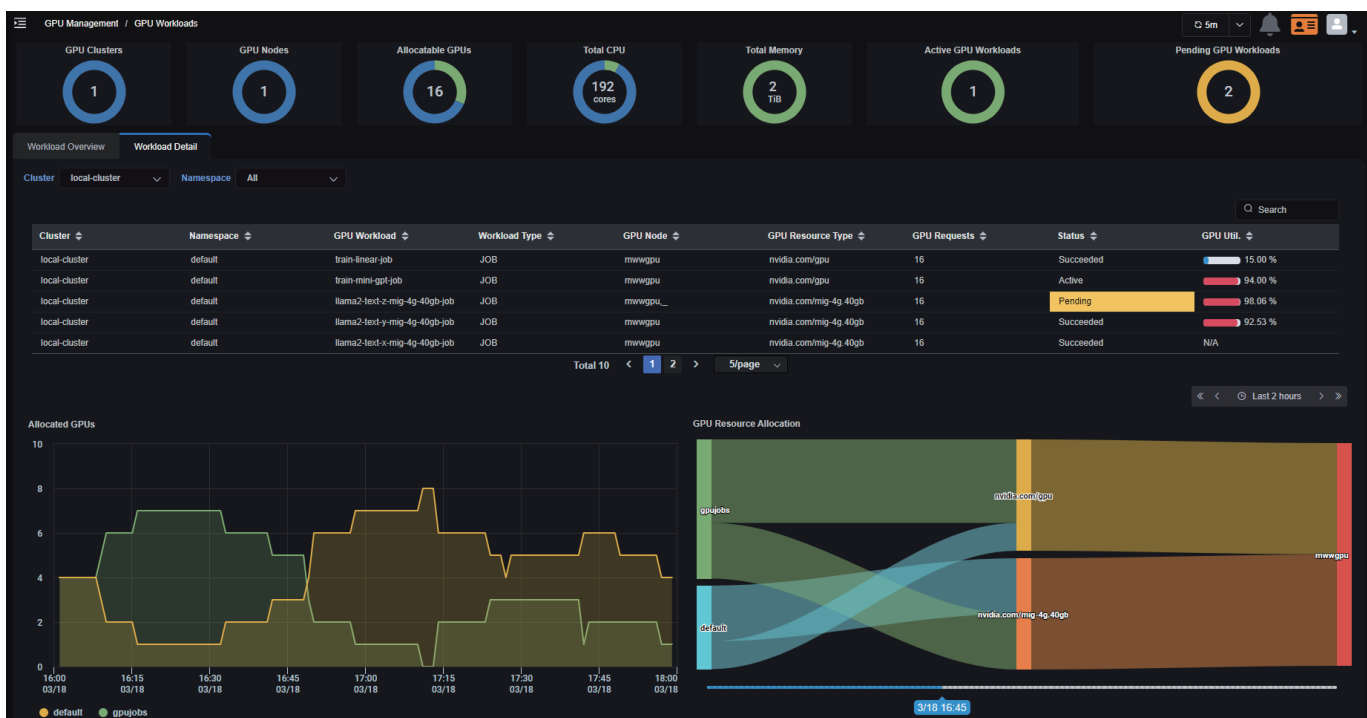 GPU Management / GPU Workloads
5m
GPU Clusters
1
GPU Nodes
1
Allocatable GPUs
16
Total CPU
192
cores
Total Memory
2
TiB
Active GPU Workloads
1
Pending GPU Workloads
2
Workload Overview Workload Detail
Cluster local-cluster Namespace All
Search
Cluster Namespace GPU Workload Workload Type GPU Node GPU Resource Type GPU Requests Status GPU Util.
local-cluster default train-linear-job JOB mwwgpu nvidia.com/gpu 16 Succeeded 15.00 %
local-cluster default train-mini-gpt-job JOB mwwgpu nvidia.com/gpu 16 Active 94.00 %
local-cluster default llama2-text-z-mig-4g-40gb-job JOB mwwgpu,_ nvidia.com/mig-4g.40gb 16 Pending 98.06 %
local-cluster default llama2-text-y-mig-4g-40gb-job JOB mwwgpu nvidia.com/mig-4g.40gb 16 Succeeded 92.53 %
local-cluster default llama2-text-x-mig-4g-40gb-job JOB mwwgpu nvidia.com/mig-4g.40gb 16 Succeeded N/A
Total 10 < 1 2 > 5/page
« < Last 2 hours > »
Allocated GPUs
10
8
6
4
2
0
16:00 16:15 16:30 16:45 17:00 17:15 17:30 17:45 18:00
03/18 03/18 03/18 03/18 03/18 03/18 03/18 03/18 03/18
default gpujobs
GPU Resource Allocation
gpujobs
default
nvidia.com/gpu
nvidia.com/mig-4g.40gb
mwwgpu
3/18 16:45